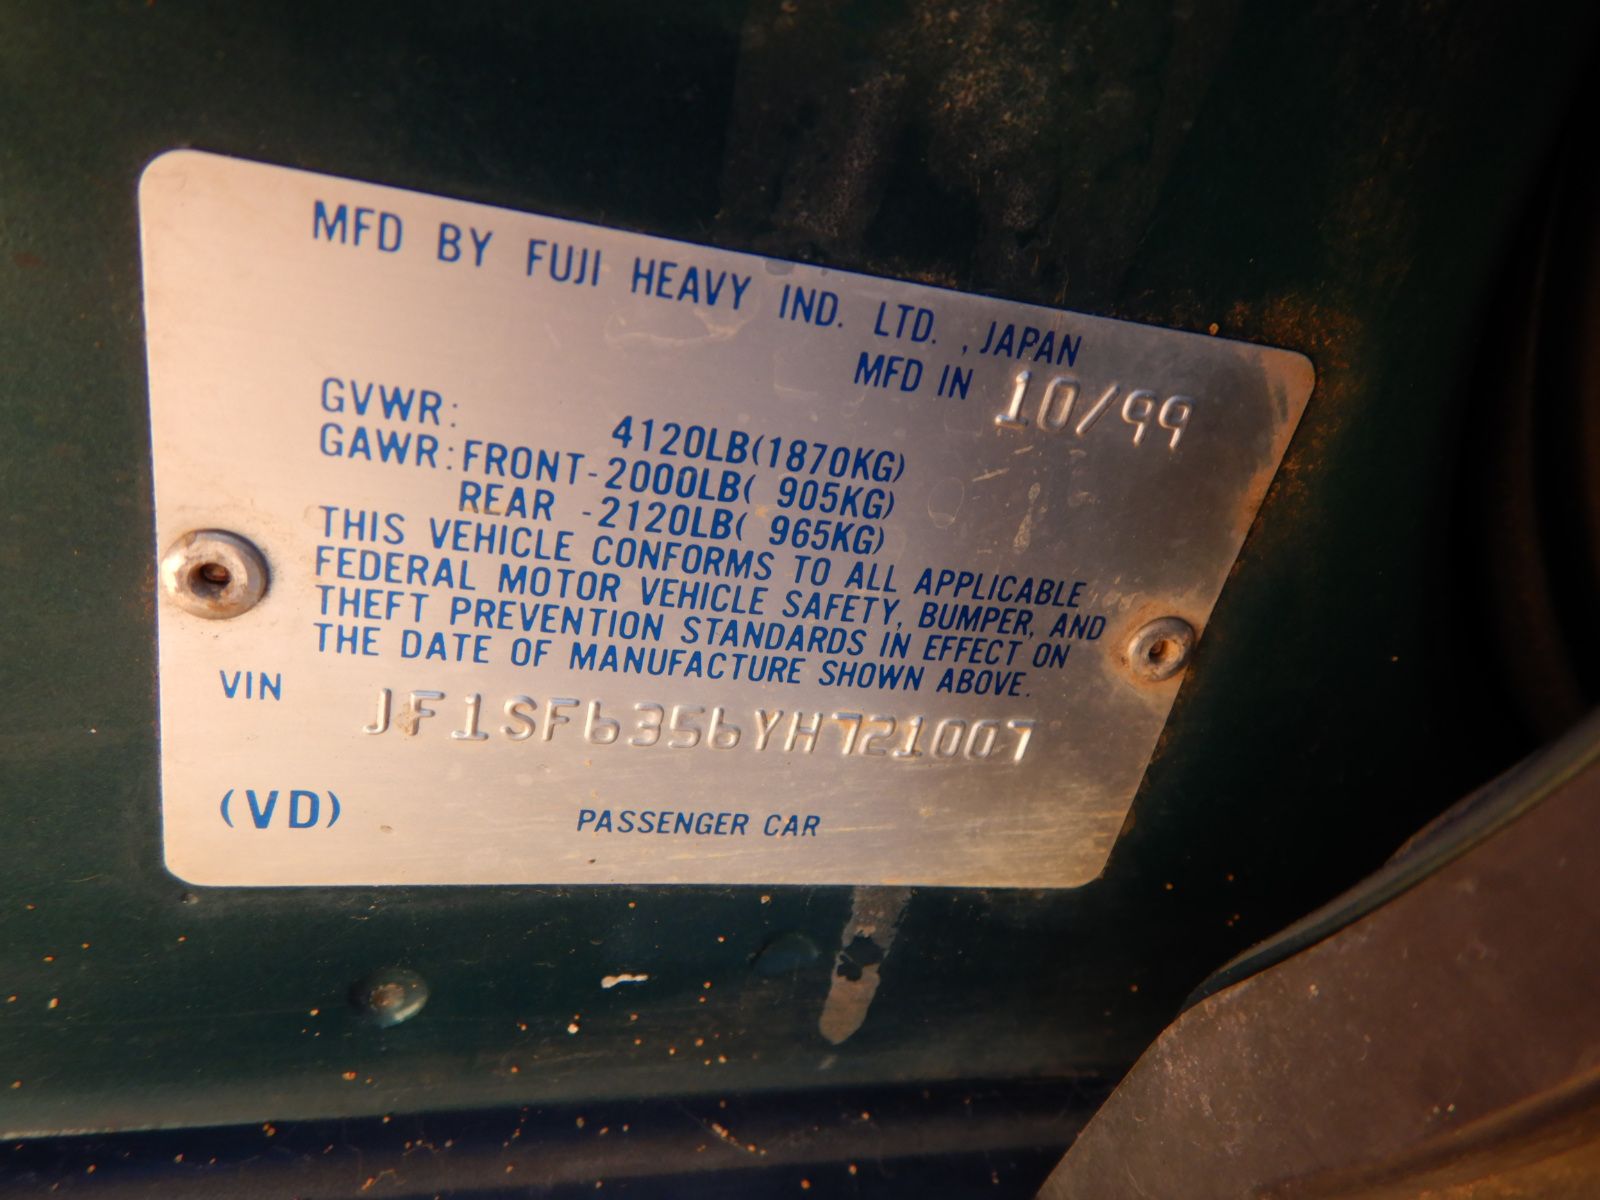 MFD BY FUJI HEAVY IND. LTD. , JAPAN
MFD IN 10/99
GVWR: 4120LB(1870KG)
GAWR: FRONT-2000LB( 905KG)
REAR -2120LB( 965KG)
THIS VEHICLE CONFORMS TO ALL APPLICABLE
FEDERAL MOTOR VEHICLE SAFETY, BUMPER, AND
THEFT PREVENTION STANDARDS IN EFFECT ON
THE DATE OF MANUFACTURE SHOWN ABOVE.
VIN JF1SF6356YH721007
(VD) PASSENGER CAR